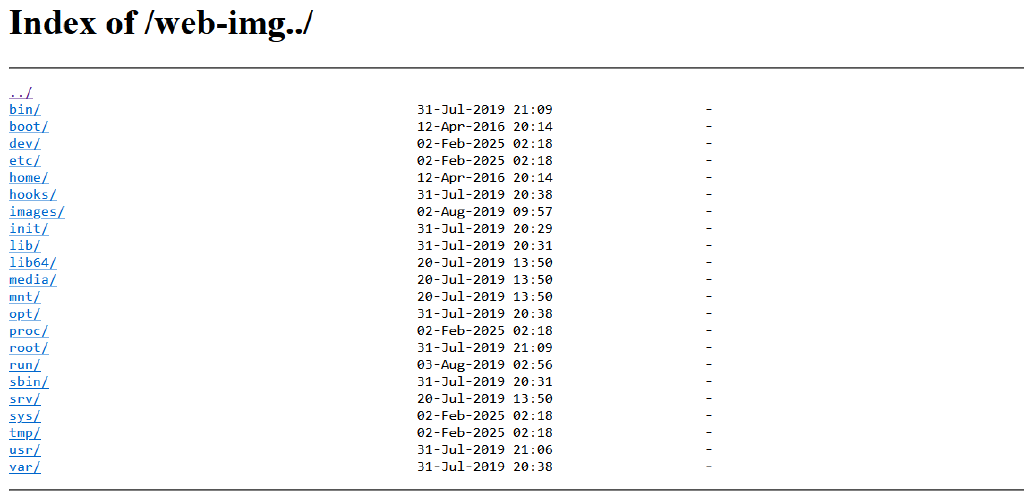 Index of /web-img../
../
bin/ 31-Jul-2019 21:09 -
boot/ 12-Apr-2016 20:14 -
dev/ 02-Feb-2025 02:18 -
etc/ 02-Feb-2025 02:18 -
home/ 12-Apr-2016 20:14 -
hooks/ 31-Jul-2019 20:38 -
images/ 02-Aug-2019 09:57 -
init/ 31-Jul-2019 20:29 -
lib/ 31-Jul-2019 20:31 -
lib64/ 20-Jul-2019 13:50 -
media/ 20-Jul-2019 13:50 -
mnt/ 20-Jul-2019 13:50 -
opt/ 31-Jul-2019 20:38 -
proc/ 02-Feb-2025 02:18 -
root/ 31-Jul-2019 21:09 -
run/ 03-Aug-2019 02:56 -
sbin/ 31-Jul-2019 20:31 -
srv/ 20-Jul-2019 13:50 -
sys/ 02-Feb-2025 02:18 -
tmp/ 02-Feb-2025 02:18 -
usr/ 31-Jul-2019 21:06 -
var/ 31-Jul-2019 20:38 -